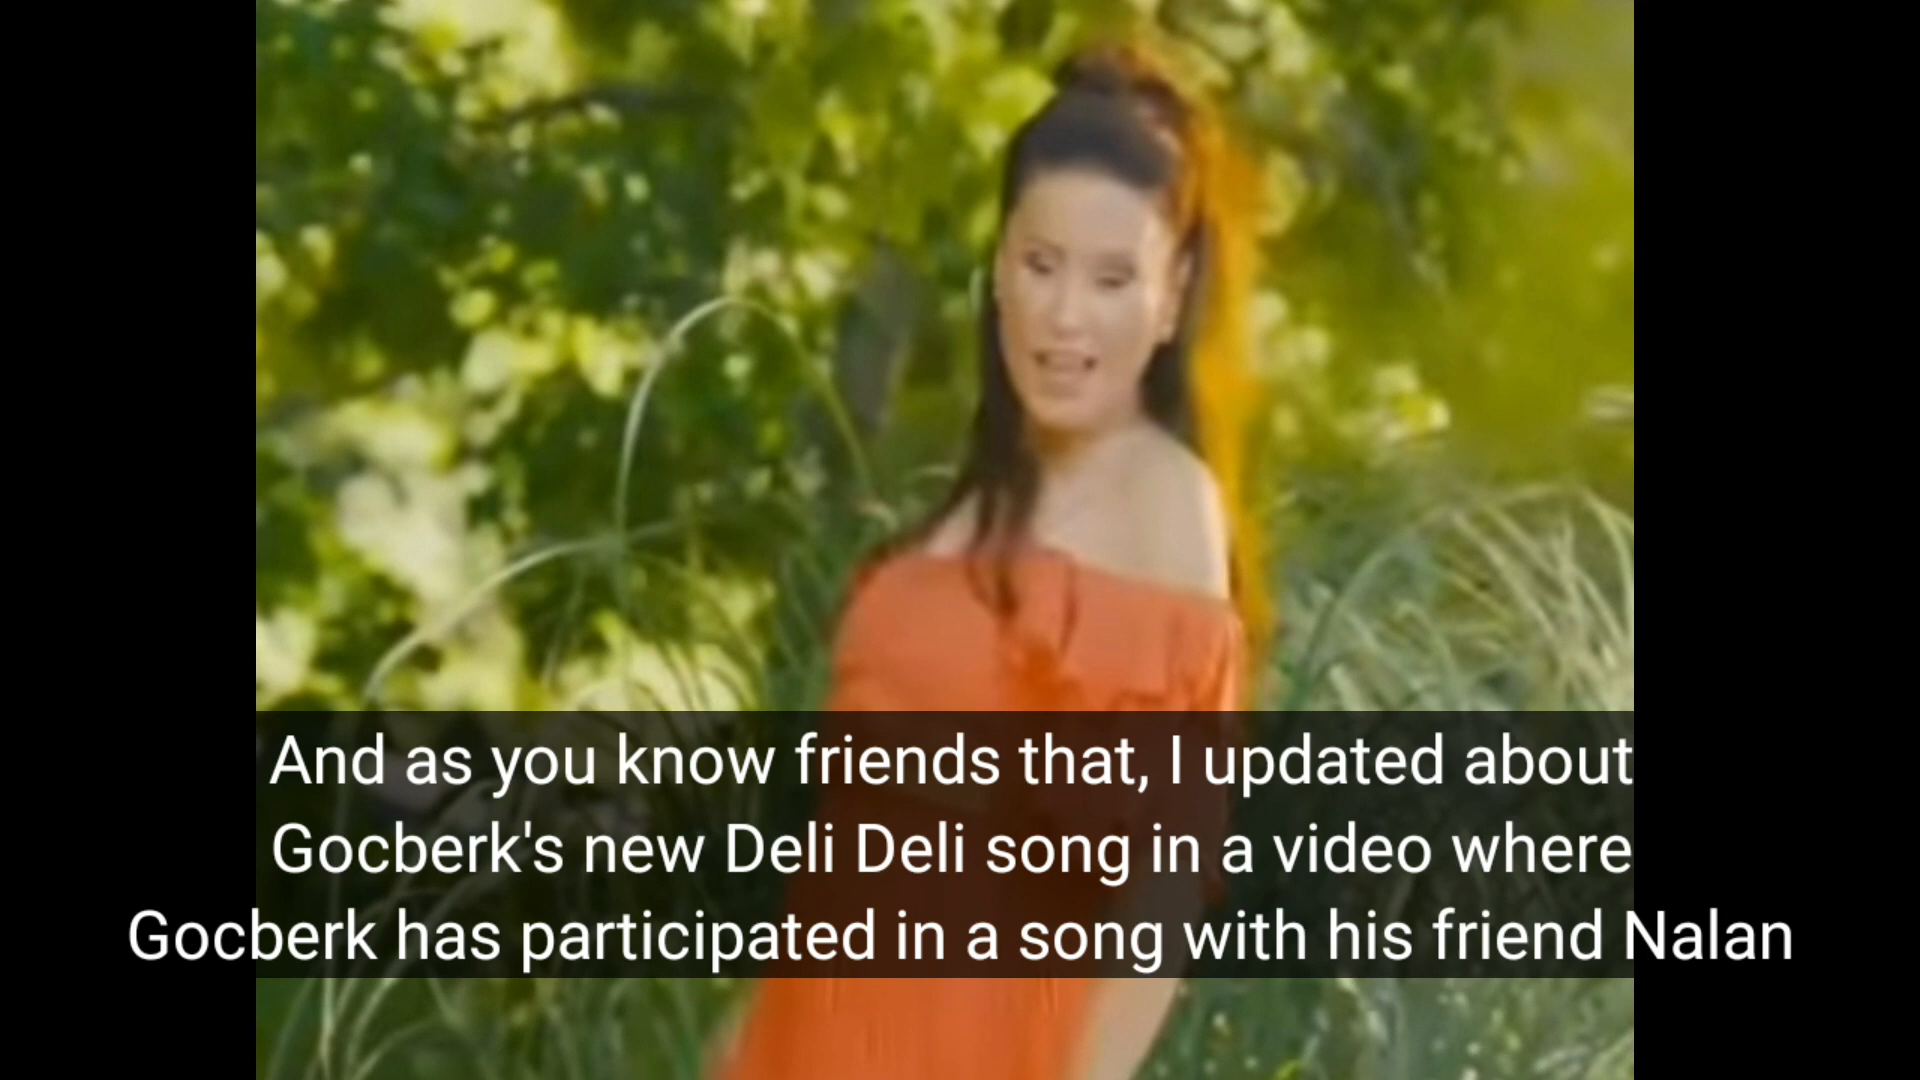 And as you know friends that, I updated about
Gocberk's new Deli Deli song in a video where
Gocberk has participated in a song with his friend Nalan